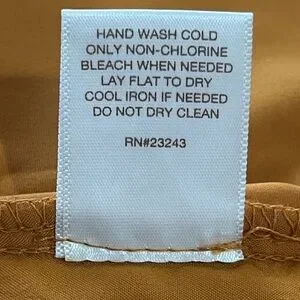 HAND WASH COLD
ONLY NON-CHLORINE
BLEACH WHEN NEEDED
LAY FLAT TO DRY
COOL IRON IF NEEDED
DO NOT DRY CLEAN
RN#23243